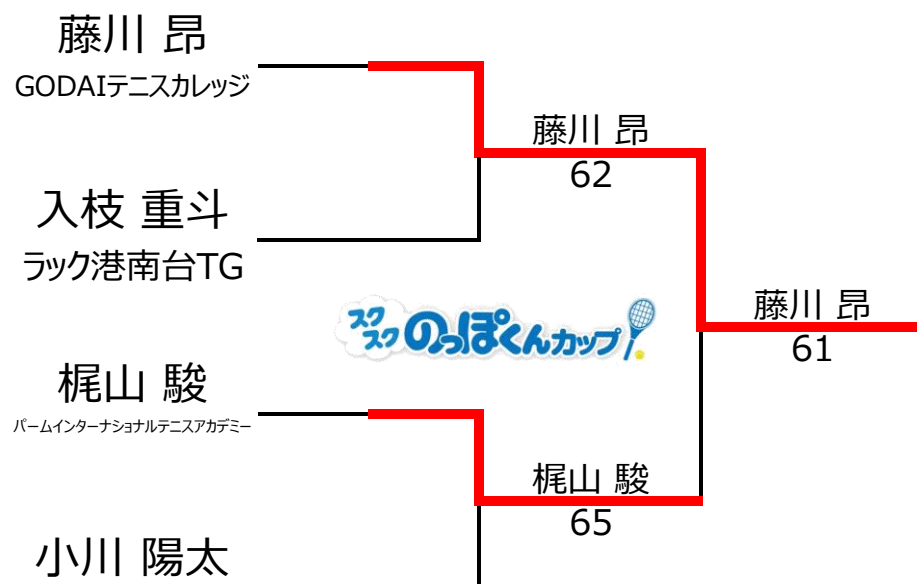 藤川 昂
GODAIテニスカレッジ
藤川 昂
62
入枝 重斗
ラック港南台TG
スクスク のっぽくんカップ
藤川 昂
61
梶山 駿
パームインターナショナルテニスアカデミー
梶山 駿
65
小川 陽太